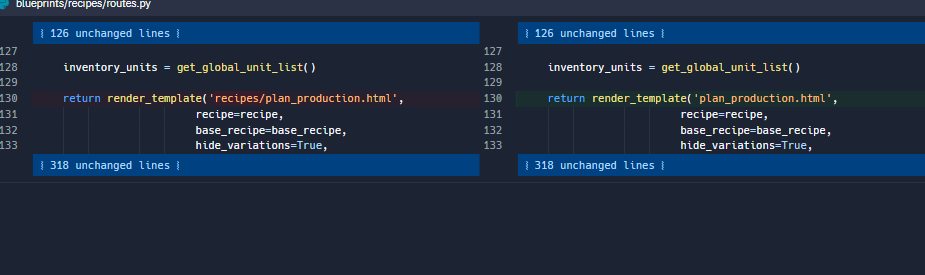 blueprints/recipes/routes.py
126 unchanged lines
127
128 inventory_units = get_global_unit_list()
129
130 return render_template('recipes/plan_production.html',
131 recipe=recipe,
132 base_recipe=base_recipe,
133 hide_variations=True,
318 unchanged lines
126 unchanged lines
127
128 inventory_units = get_global_unit_list()
129
130 return render_template('plan_production.html',
131 recipe=recipe,
132 base_recipe=base_recipe,
133 hide_variations=True,
318 unchanged lines